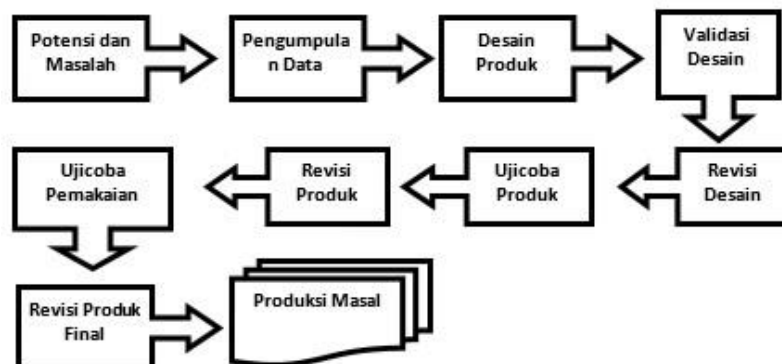 Potensi dan
Masalah
Pengumpula
n Data
Desain
Produk
Validasi
Desain
Revisi
Desain
Ujicoba
Produk
Revisi
Produk
Ujicoba
Pemakaian
Revisi Produk
Final
Produksi Masal